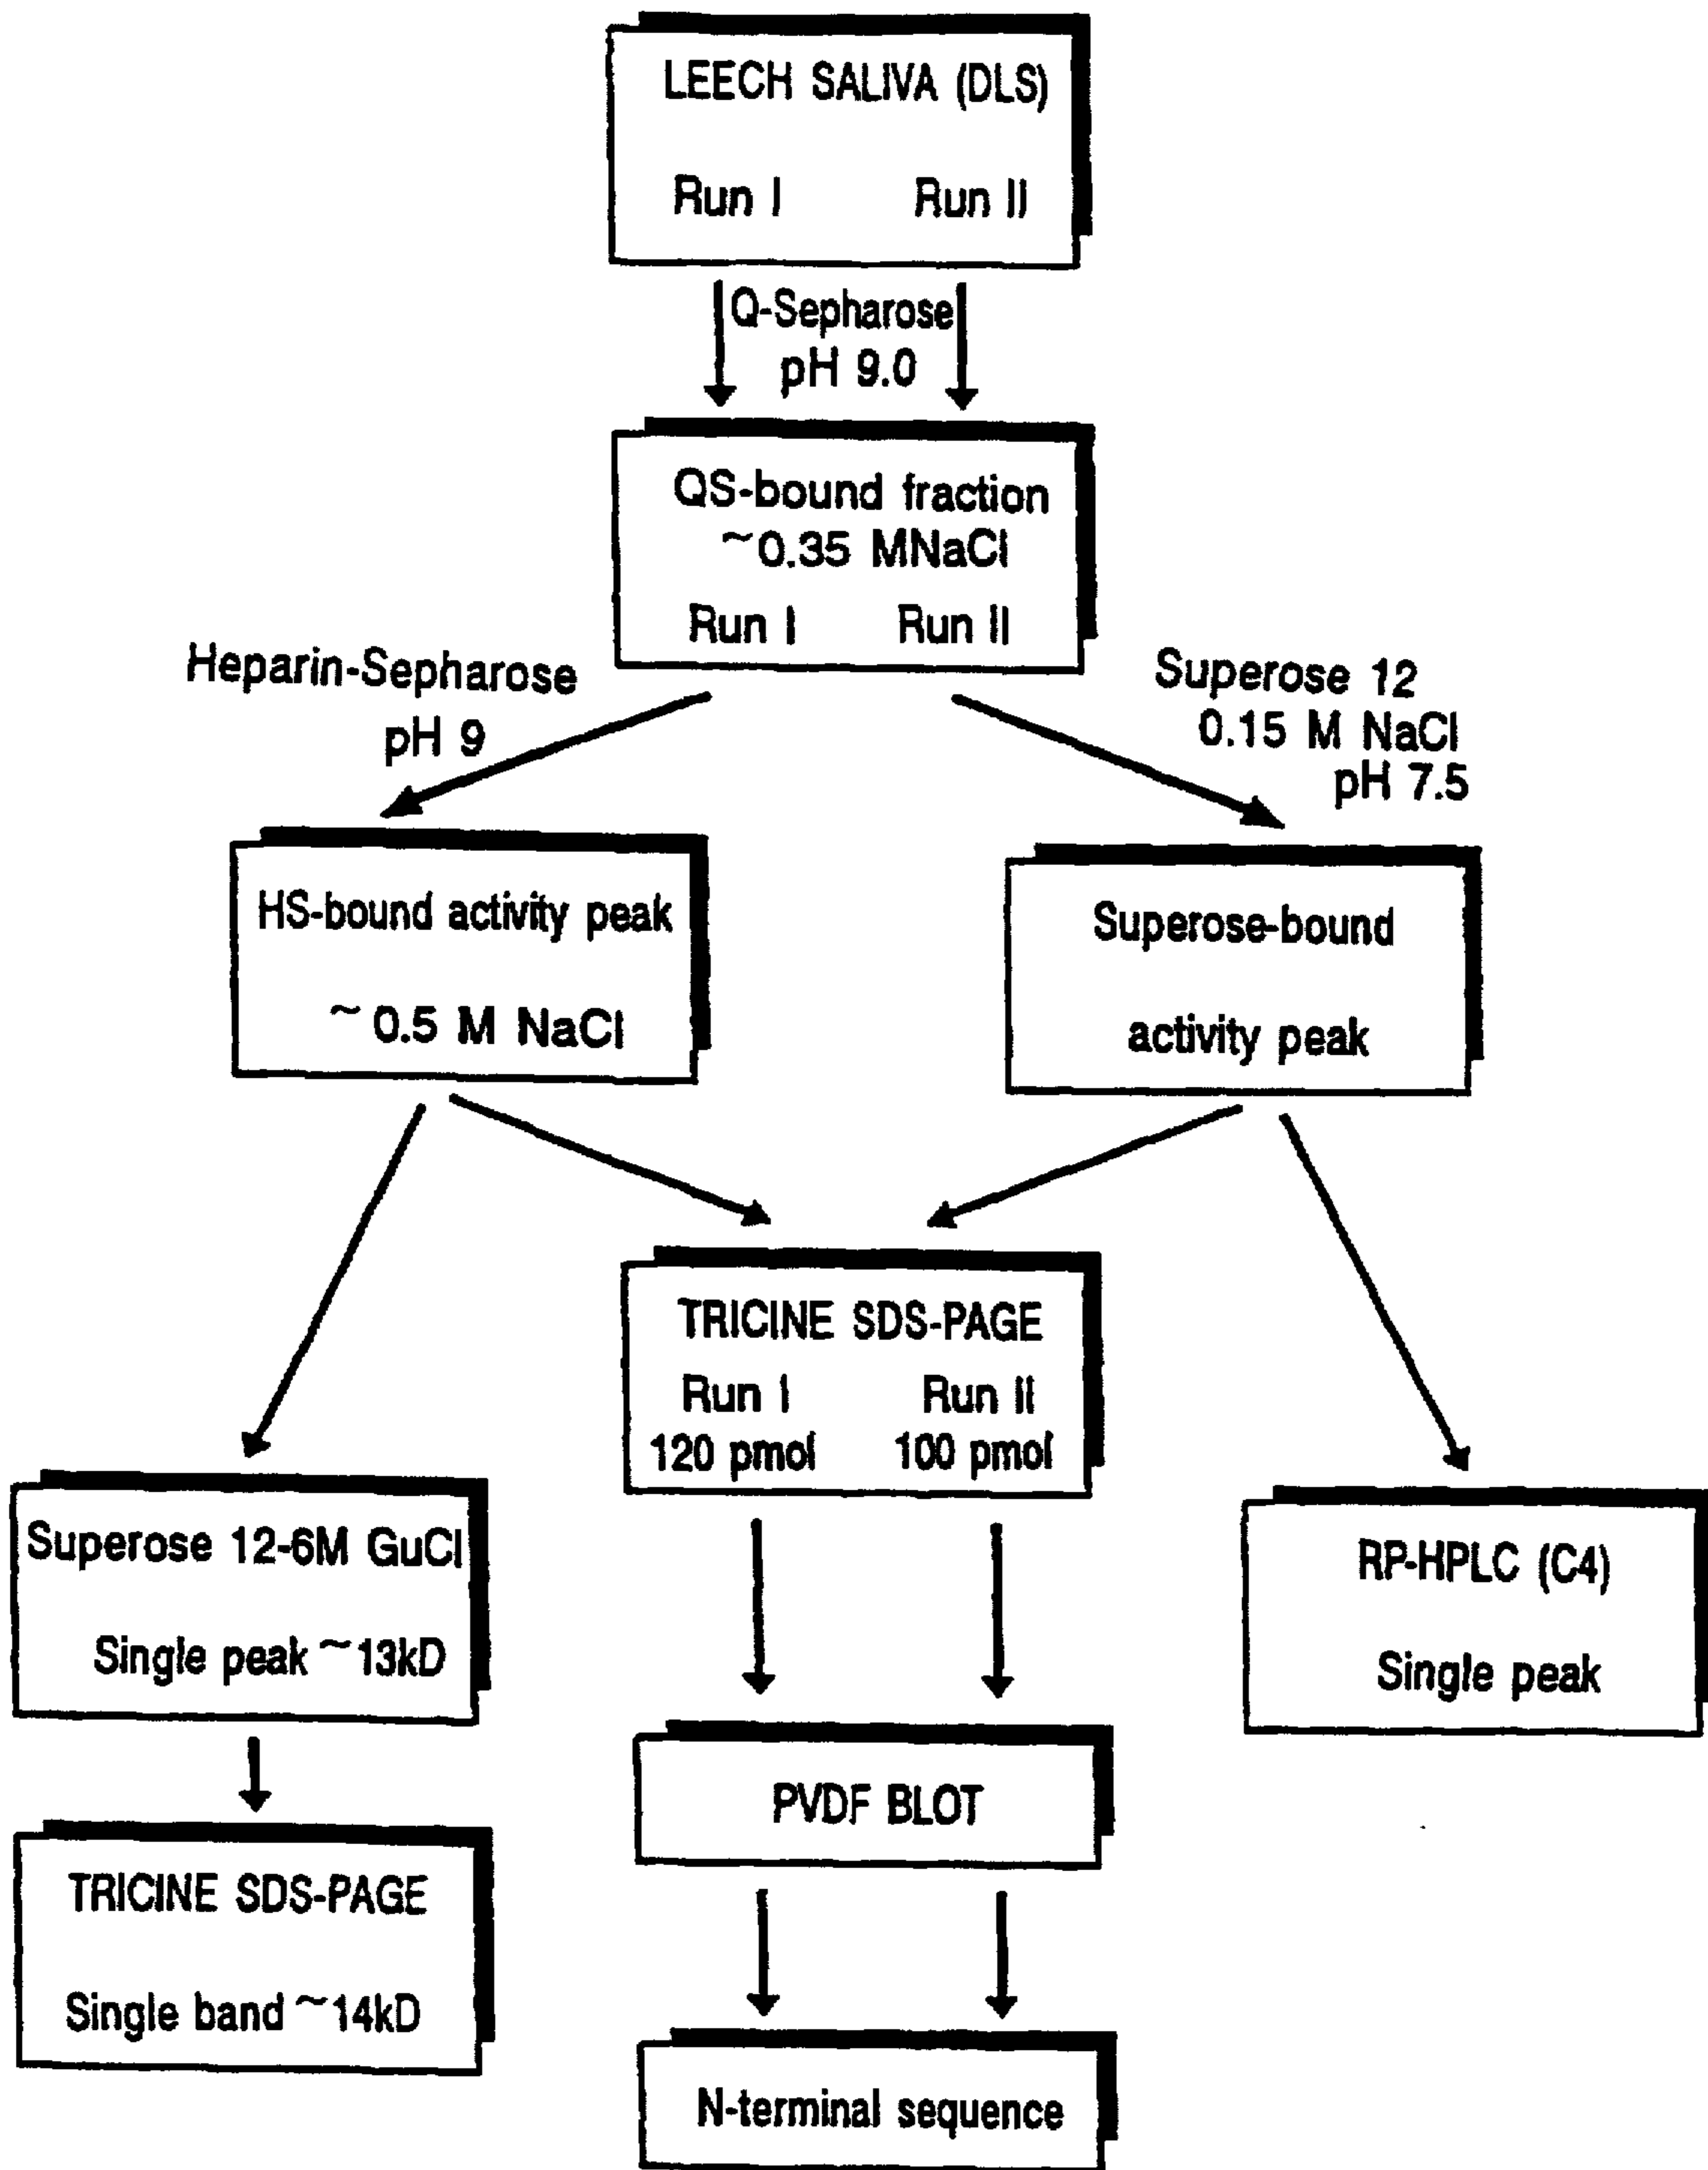 LEECH SALIVA (DLS)
Run I Run II
Q-Sepharose
pH 9.0
QS-bound fraction
~0.35 MNaCl
Run I Run II
Heparin-Sepharose
pH 9
Superose 12
0.15 M NaCl
pH 7.5
HS-bound activity peak
~0.5 M NaCl
Superose-bound
activity peak
TRICINE SDS-PAGE
Run I Run II
120 pmol 100 pmol
Superose 12-6M GuCl
Single peak ~13kD
RP-HPLC (C4)
Single peak
PVDF BLOT
TRICINE SDS-PAGE
Single band ~14kD
N-terminal sequence